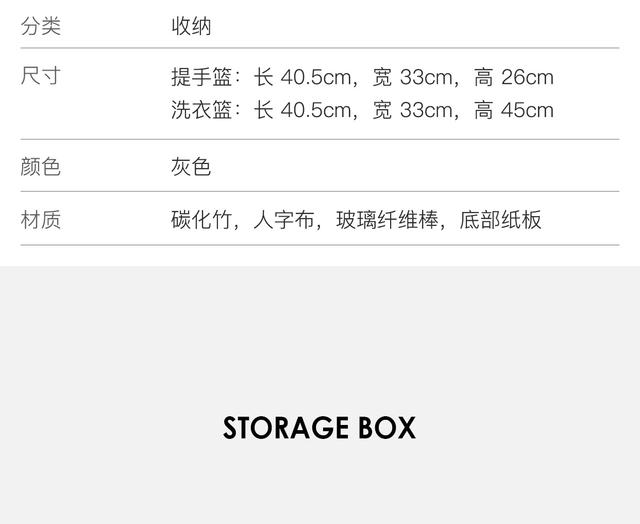 分类 收纳
尺寸 提手篮：长 40.5cm，宽 33cm，高 26cm
洗衣篮：长 40.5cm，宽 33cm，高 45cm
颜色 灰色
材质 碳化竹，人字布，玻璃纤维棒，底部纸板
STORAGE BOX